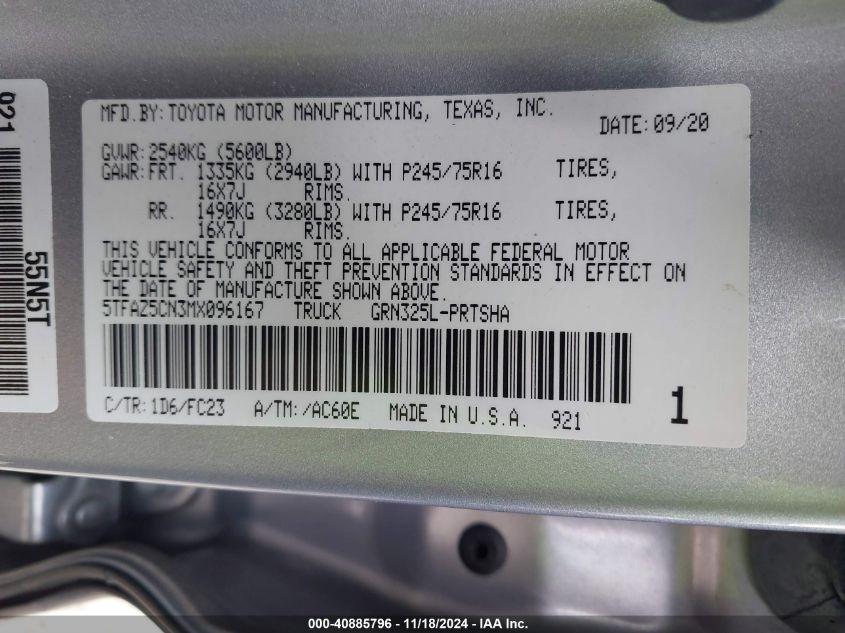 MFD.BY:TOYOTA MOTOR MANUFACTURING, TEXAS, INC.
DATE:09/20
GVWR:2540KG (5600LB)
GAWR:FRT. 1335KG (2940LB) WITH P245/75R16 TIRES,
16X7J RIMS.
RR. 1490KG (3280LB) WITH P245/75R16 TIRES,
16X7J RIMS.
THIS VEHICLE CONFORMS TO ALL APPLICABLE FEDERAL MOTOR
VEHICLE SAFETY AND THEFT PREVENTION STANDARDS IN EFFECT ON
THE DATE OF MANUFACTURE SHOWN ABOVE.
5TFAZ5CN3MX096167 TRUCK GRN325L-PRTSHA
C/TR:1D6/FC23 A/TM:/AC60E MADE IN U.S.A. 921
1
921
55N5T
000-40885796 - 11/18/2024 - IAA Inc.